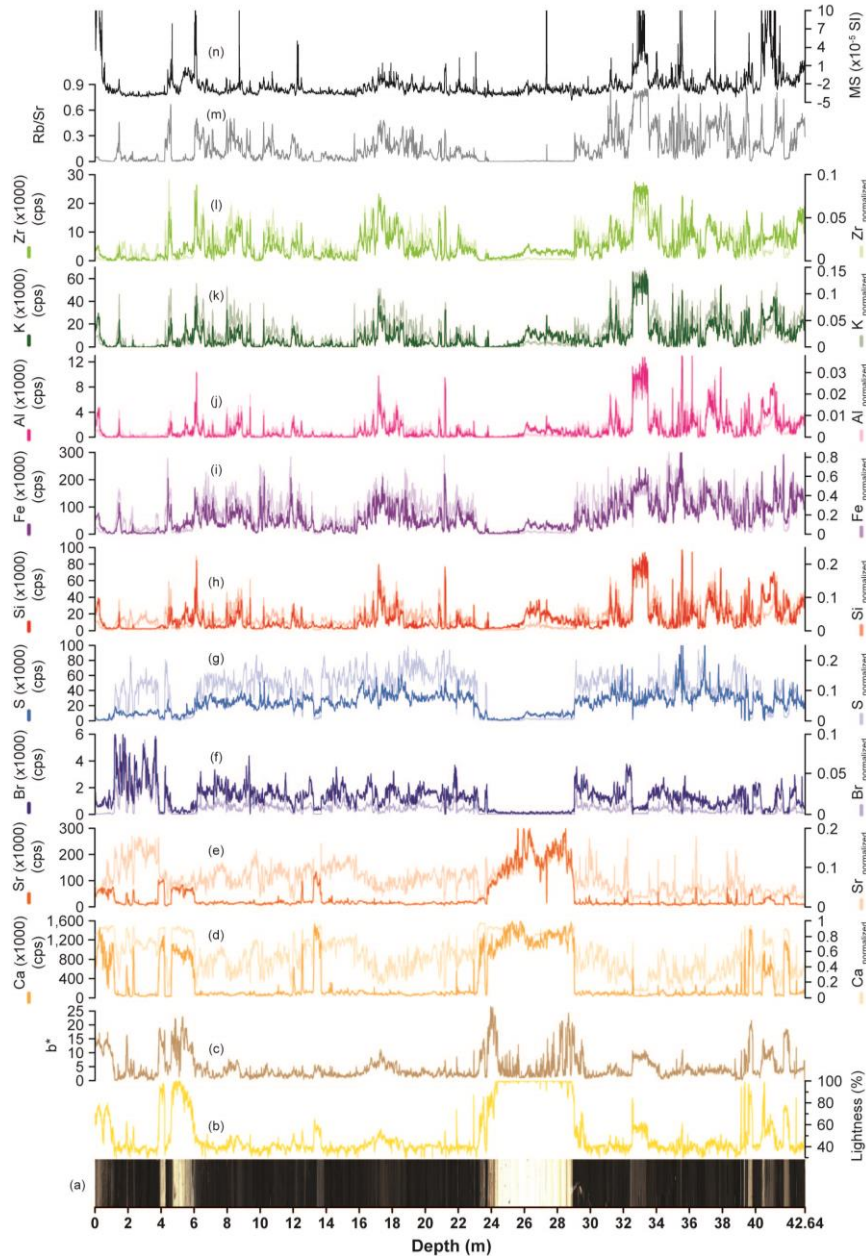 (n)
10
7
4
1
-2
-5
MS (x10⁻⁵ SI)
0.9
0.6
0.3
0
Rb/Sr
(m)
30
20
10
0
Zr (x1000)
(cps)
(l)
0.1
0.05
0
Zr normalized
60
40
20
0
K (x1000)
(cps)
(k)
0.15
0.1
0.05
0
K normalized
12
8
4
0
Al (x1000)
(cps)
(j)
0.03
0.02
0.01
0
Al normalized
300
200
100
0
Fe (x1000)
(cps)
(i)
0.8
0.6
0.4
0.2
0
Fe normalized
100
80
60
40
20
0
Si (x1000)
(cps)
(h)
0.2
0.1
0
Si normalized
100
80
60
40
20
0
S (x1000)
(cps)
(g)
0.2
0.1
0
S normalized
6
4
2
0
Br (x1000)
(cps)
(f)
0.1
0.05
0
Br normalized
300
200
100
0
Sr (x1000)
(cps)
(e)
0.2
0.1
0
Sr normalized
1,600
1,200
800
400
0
Ca (x1000)
(cps)
(d)
1
0.8
0.6
0.4
0.2
0
Ca normalized
25
20
15
10
5
0
b*
(c)
100
80
60
40
Lightness (%)
(b)
(a)
0 2 4 6 8 10 12 14 16 18 20 22 24 26 28 30 32 34 36 38 40 42.64
Depth (m)